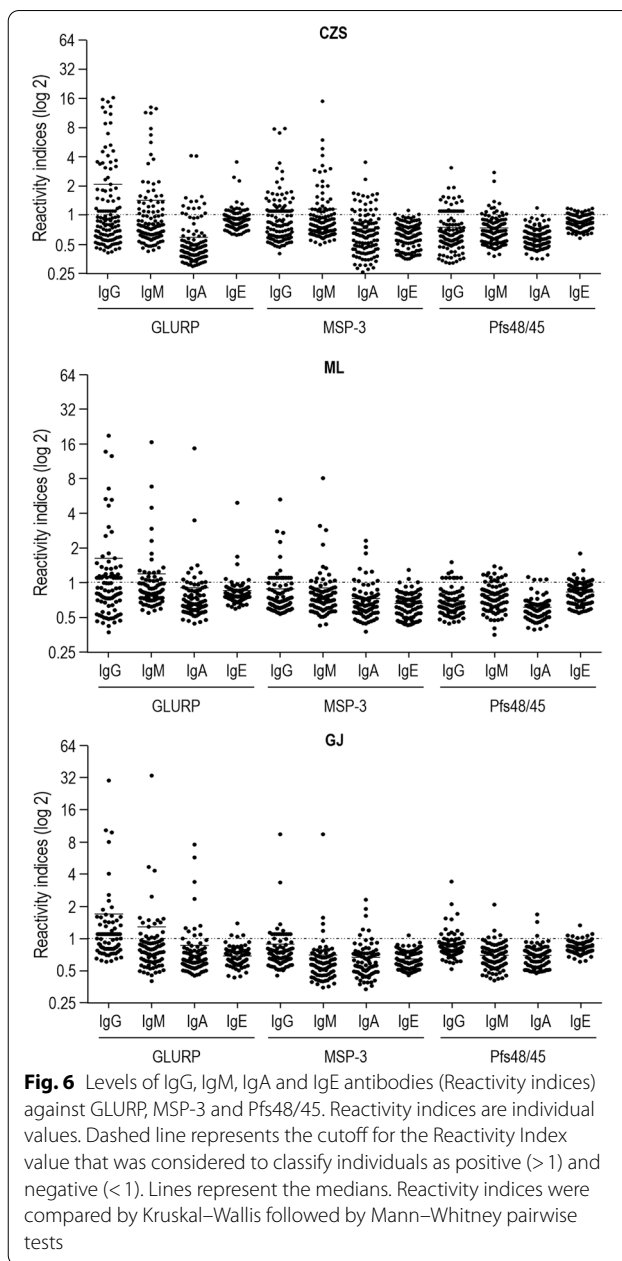 CZS
Reactivity indices (log 2)
64
32
16
8
4
2
1
0.5
0.25
IgG IgM IgA IgE IgG IgM IgA IgE IgG IgM IgA IgE
GLURP MSP-3 Pfs48/45
ML
Reactivity indices (log 2)
64
32
16
8
4
2
1
0.5
0.25
IgG IgM IgA IgE IgG IgM IgA IgE IgG IgM IgA IgE
GLURP MSP-3 Pfs48/45
GJ
Reactivity indices (log 2)
64
32
16
8
4
2
1
0.5
0.25
IgG IgM IgA IgE IgG IgM IgA IgE IgG IgM IgA IgE
GLURP MSP-3 Pfs48/45
Fig. 6 Levels of IgG, IgM, IgA and IgE antibodies (Reactivity indices)
against GLURP, MSP-3 and Pfs48/45. Reactivity indices are individual
values. Dashed line represents the cutoff for the Reactivity Index
value that was considered to classify individuals as positive (> 1) and
negative (< 1). Lines represent the medians. Reactivity indices were
compared by Kruskal–Wallis followed by Mann–Whitney pairwise
tests